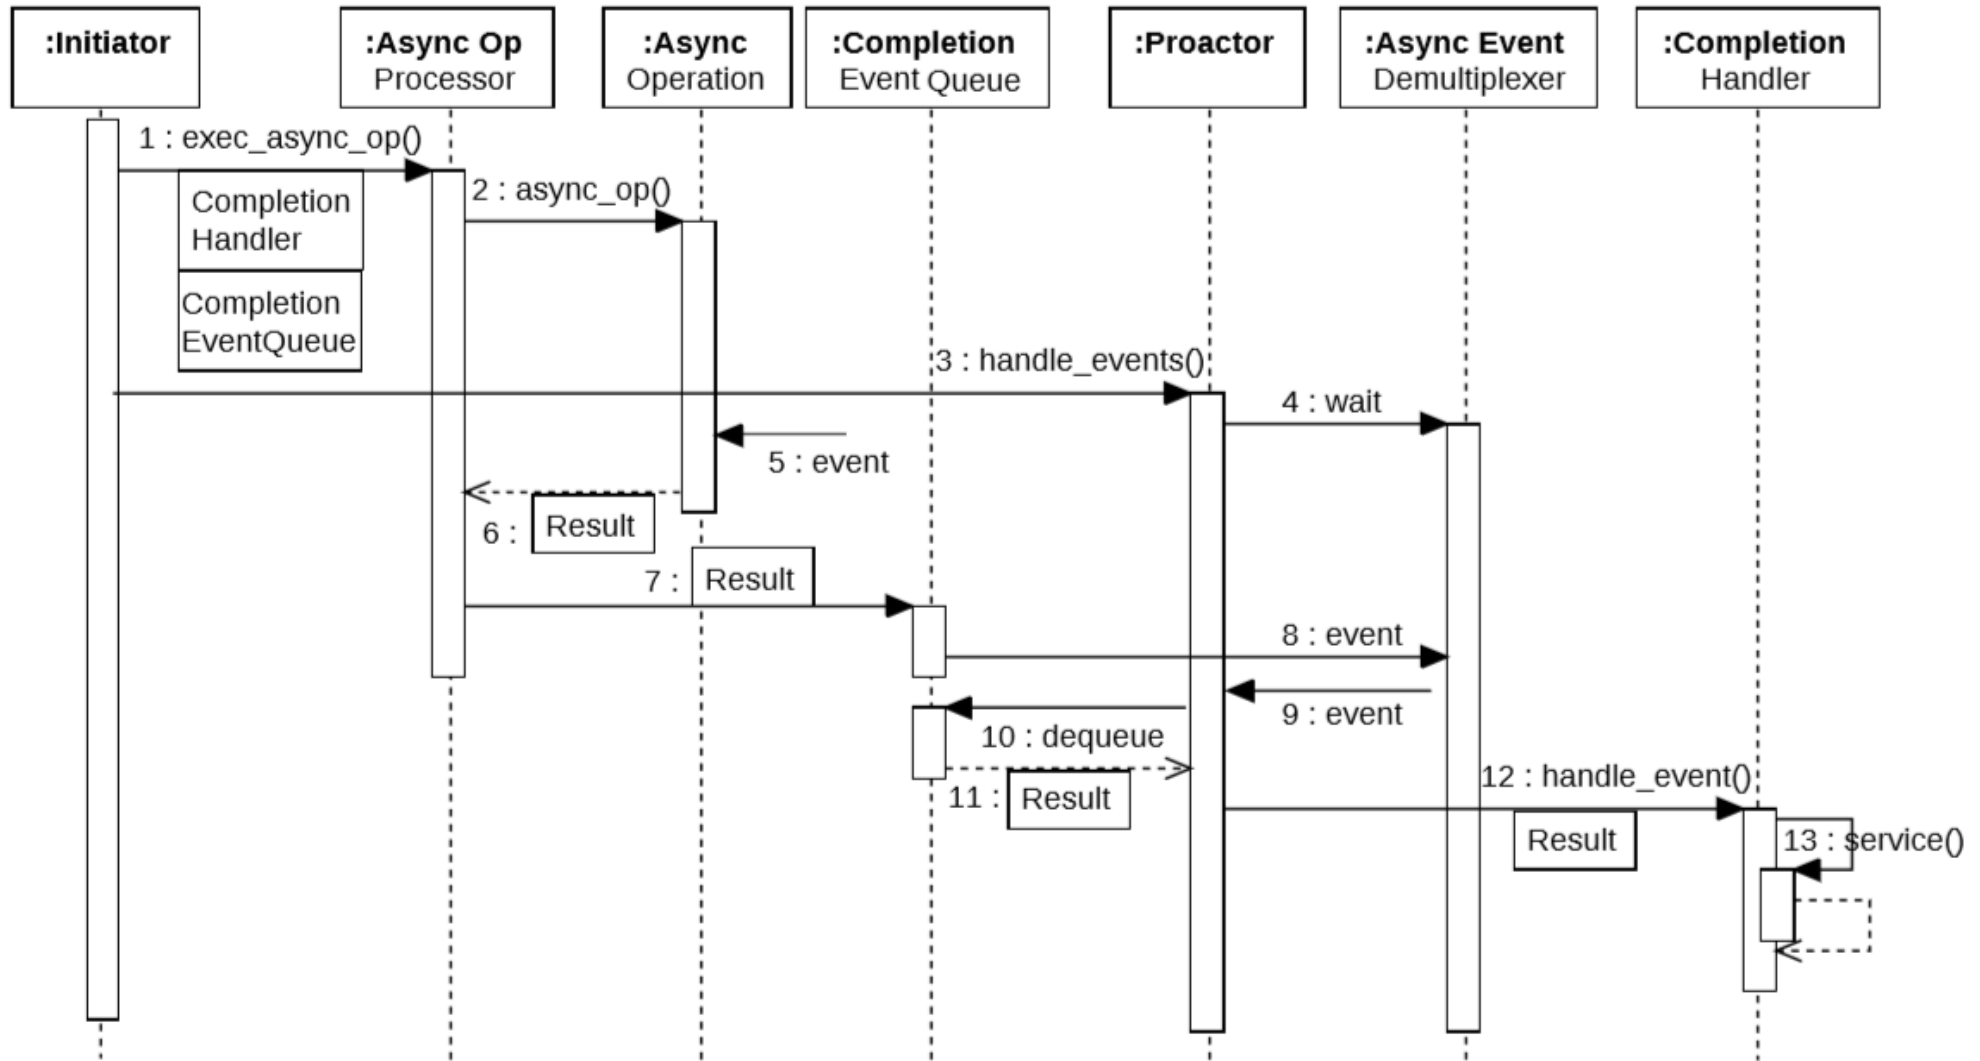 :Initiator
:Async Op
Processor
:Async
Operation
:Completion
Event Queue
:Proactor
:Async Event
Demultiplexer
:Completion
Handler
1 : exec_async_op()
Completion
Handler
Completion
EventQueue
2 : async_op()
3 : handle_events()
4 : wait
5 : event
6 :
Result
7 :
Result
8 : event
9 : event
10 : dequeue
11 :
Result
12 : handle_event()
Result
13 : service()